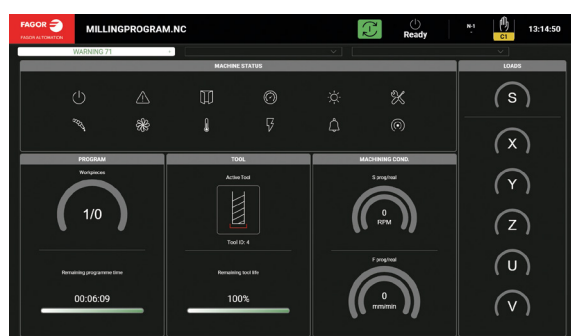 FAGOR
FAGOR AUTOMATION
MILLINGPROGRAM.NC
Ready
N-1
C1
13:14:50
WARNING 71
MACHINE STATUS
LOADS
S
X
Y
Z
U
V
PROGRAM
Workpieces
1/0
Remaining programme time
00:06:09
TOOL
Active Tool
Tool ID: 4
Remaining tool life
100%
MACHINING COND.
S prog/real
0
RPM
F prog/real
0
mm/min